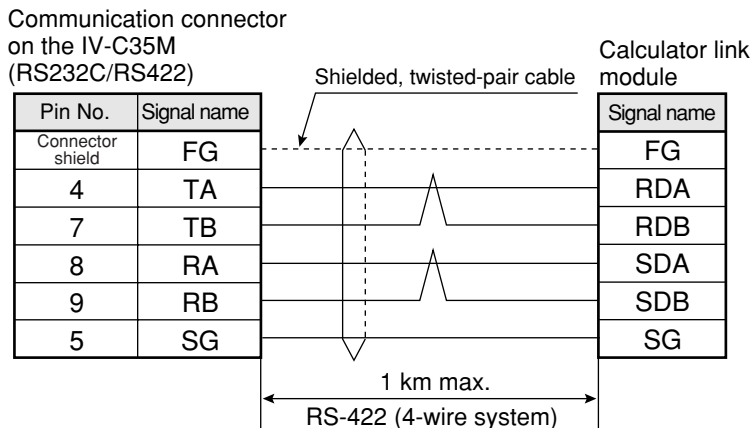 Communication connector
on the IV-C35M
(RS232C/RS422)
Shielded, twisted-pair cable
Calculator link
module
Pin No. Signal name
Signal name
Connector
shield
FG
FG
4 TA
RDA
7 TB
RDB
8 RA
SDA
9 RB
SDB
5 SG
SG
1 km max.
RS-422 (4-wire system)